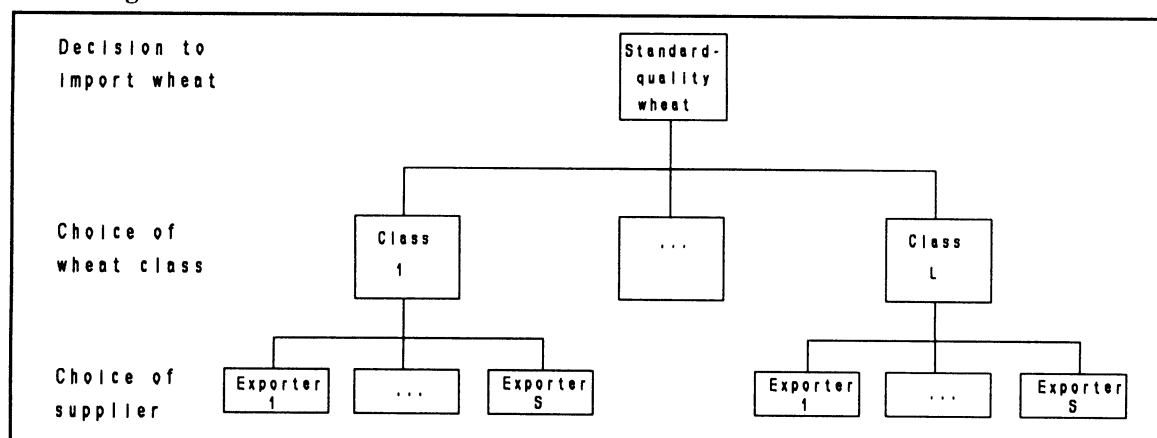 Decision to
import wheat
Standard-
quality
wheat
Choice of
wheat class
Class
1
...
Class
L
Choice of
supplier
Exporter
1
...
Exporter
S
Exporter
1
...
Exporter
S